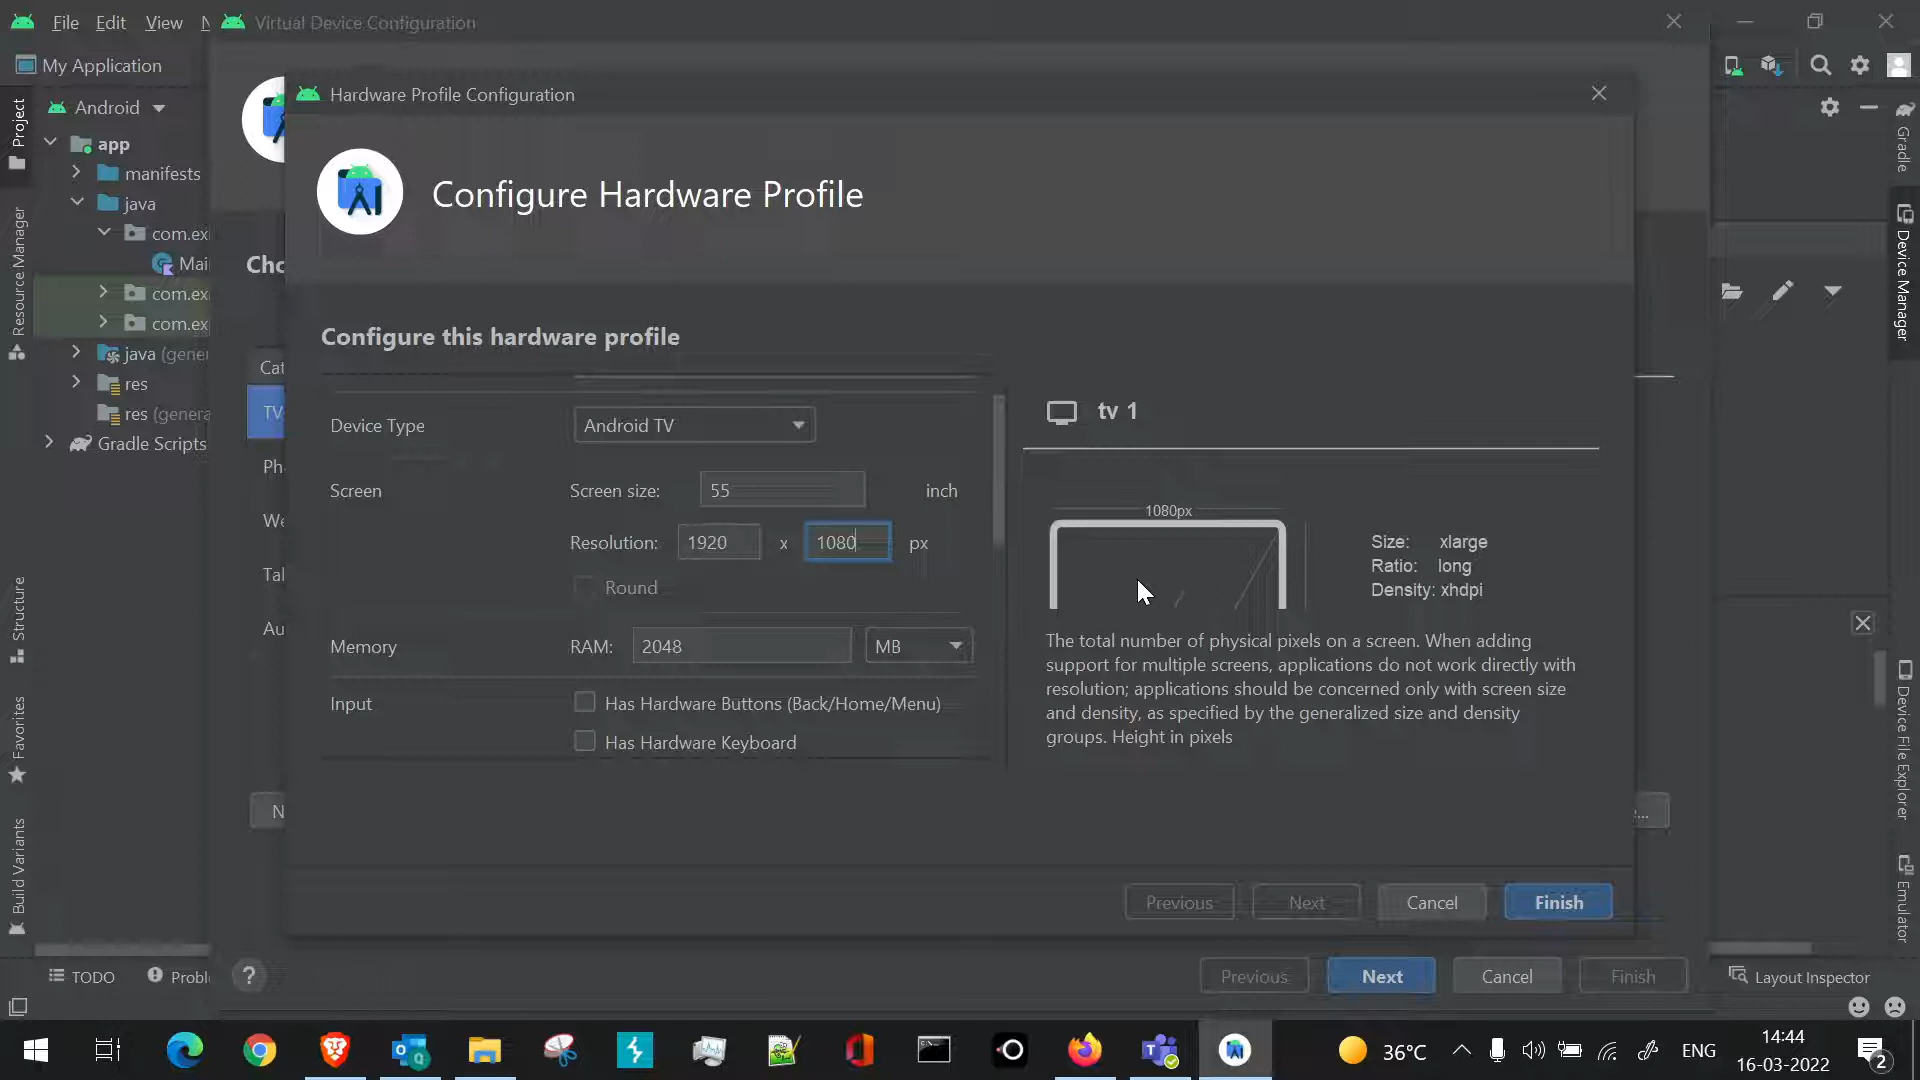 File Edit View N Virtual Device Configuration
My Application
Hardware Profile Configuration
Android
app
manifests
java
com.ex
Mai
com.ex
com.ex
java (gene
res
res (genera
Gradle Scripts
Project
Resource Manager
Structure
Favorites
Build Variants
Configure Hardware Profile
Cho
Cat
TV
Ph
We
Tal
Au
N
Configure this hardware profile
Device Type Android TV
Screen Screen size: 55 inch
Resolution: 1920 x 1080 px
Round
Memory RAM: 2048 MB
Input Has Hardware Buttons (Back/Home/Menu)
Has Hardware Keyboard
tv 1
1080px
Size: xlarge
Ratio: long
Density: xhdpi
The total number of physical pixels on a screen. When adding
support for multiple screens, applications do not work directly with
resolution; applications should be concerned only with screen size
and density, as specified by the generalized size and density
groups. Height in pixels
...
Previous Next Cancel Finish
? Previous Next Cancel Finish
Gradle
Device Manager
Device File Explorer
Emulator
TODO Probl Layout Inspector
36°C ENG 14:44
16-03-2022
2